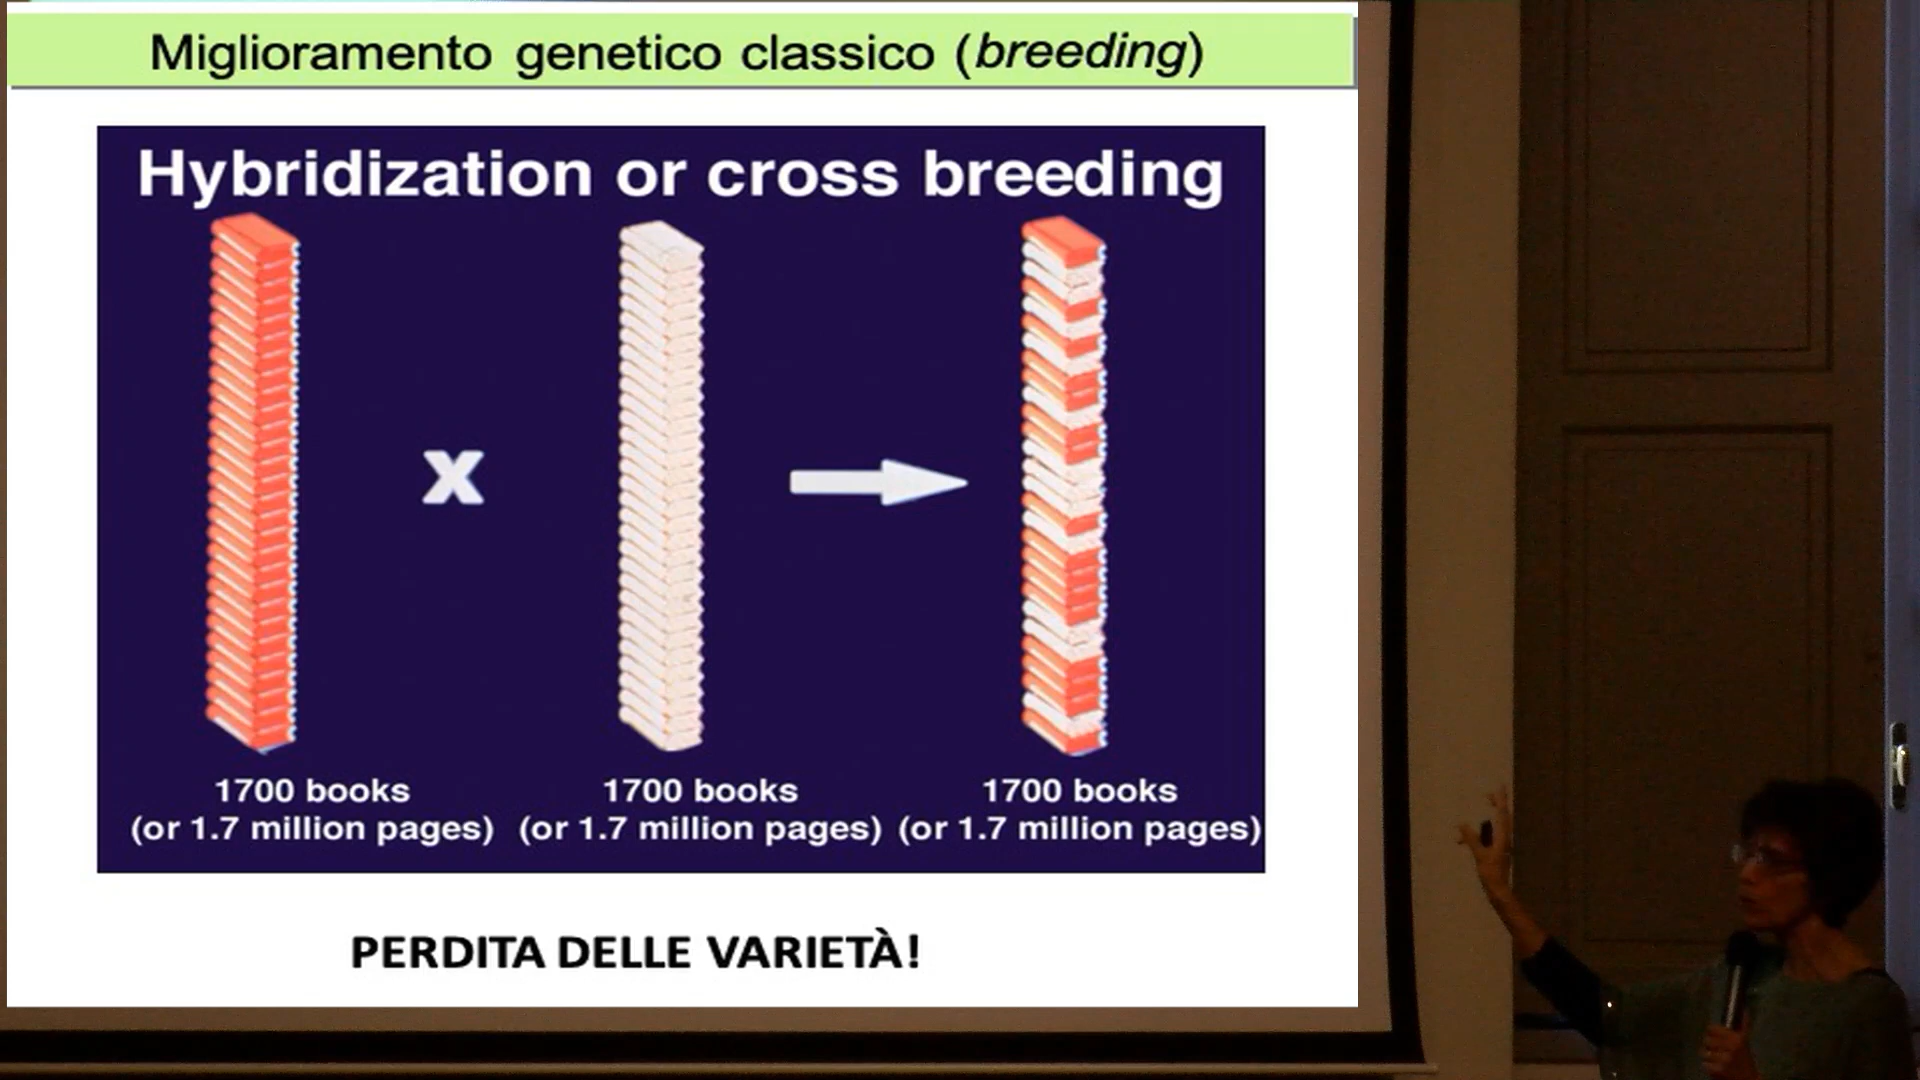 Miglioramento genetico classico (breeding)
Hybridization or cross breeding
x
1700 books
(or 1.7 million pages)
1700 books
(or 1.7 million pages)
1700 books
(or 1.7 million pages)
PERDITA DELLE VARIETÀ!